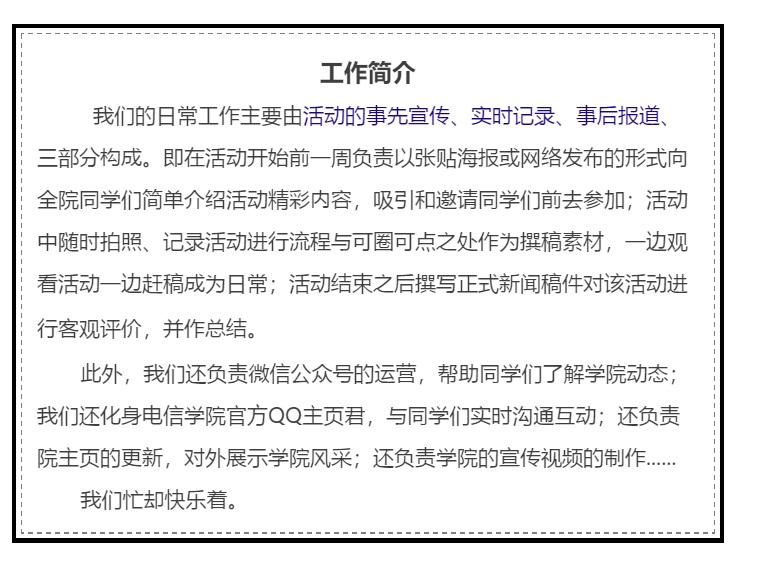 工作简介
我们的日常工作主要由活动的事先宣传、实时记录、事后报道、
三部分构成。即在活动开始前一周负责以张贴海报或网络发布的形式向
全院同学们简单介绍活动精彩内容，吸引和邀请同学们前去参加；活动
中随时拍照、记录活动进行流程与可圈可点之处作为撰稿素材，一边观
看活动一边赶稿成为日常；活动结束之后撰写正式新闻稿件对该活动进
行客观评价，并作总结。
此外，我们还负责微信公众号的运营，帮助同学们了解学院动态；
我们还化身电信学院官方QQ主页君，与同学们实时沟通互动；还负责
院主页的更新，对外展示学院风采；还负责学院的宣传视频的制作……
我们忙却快乐着。